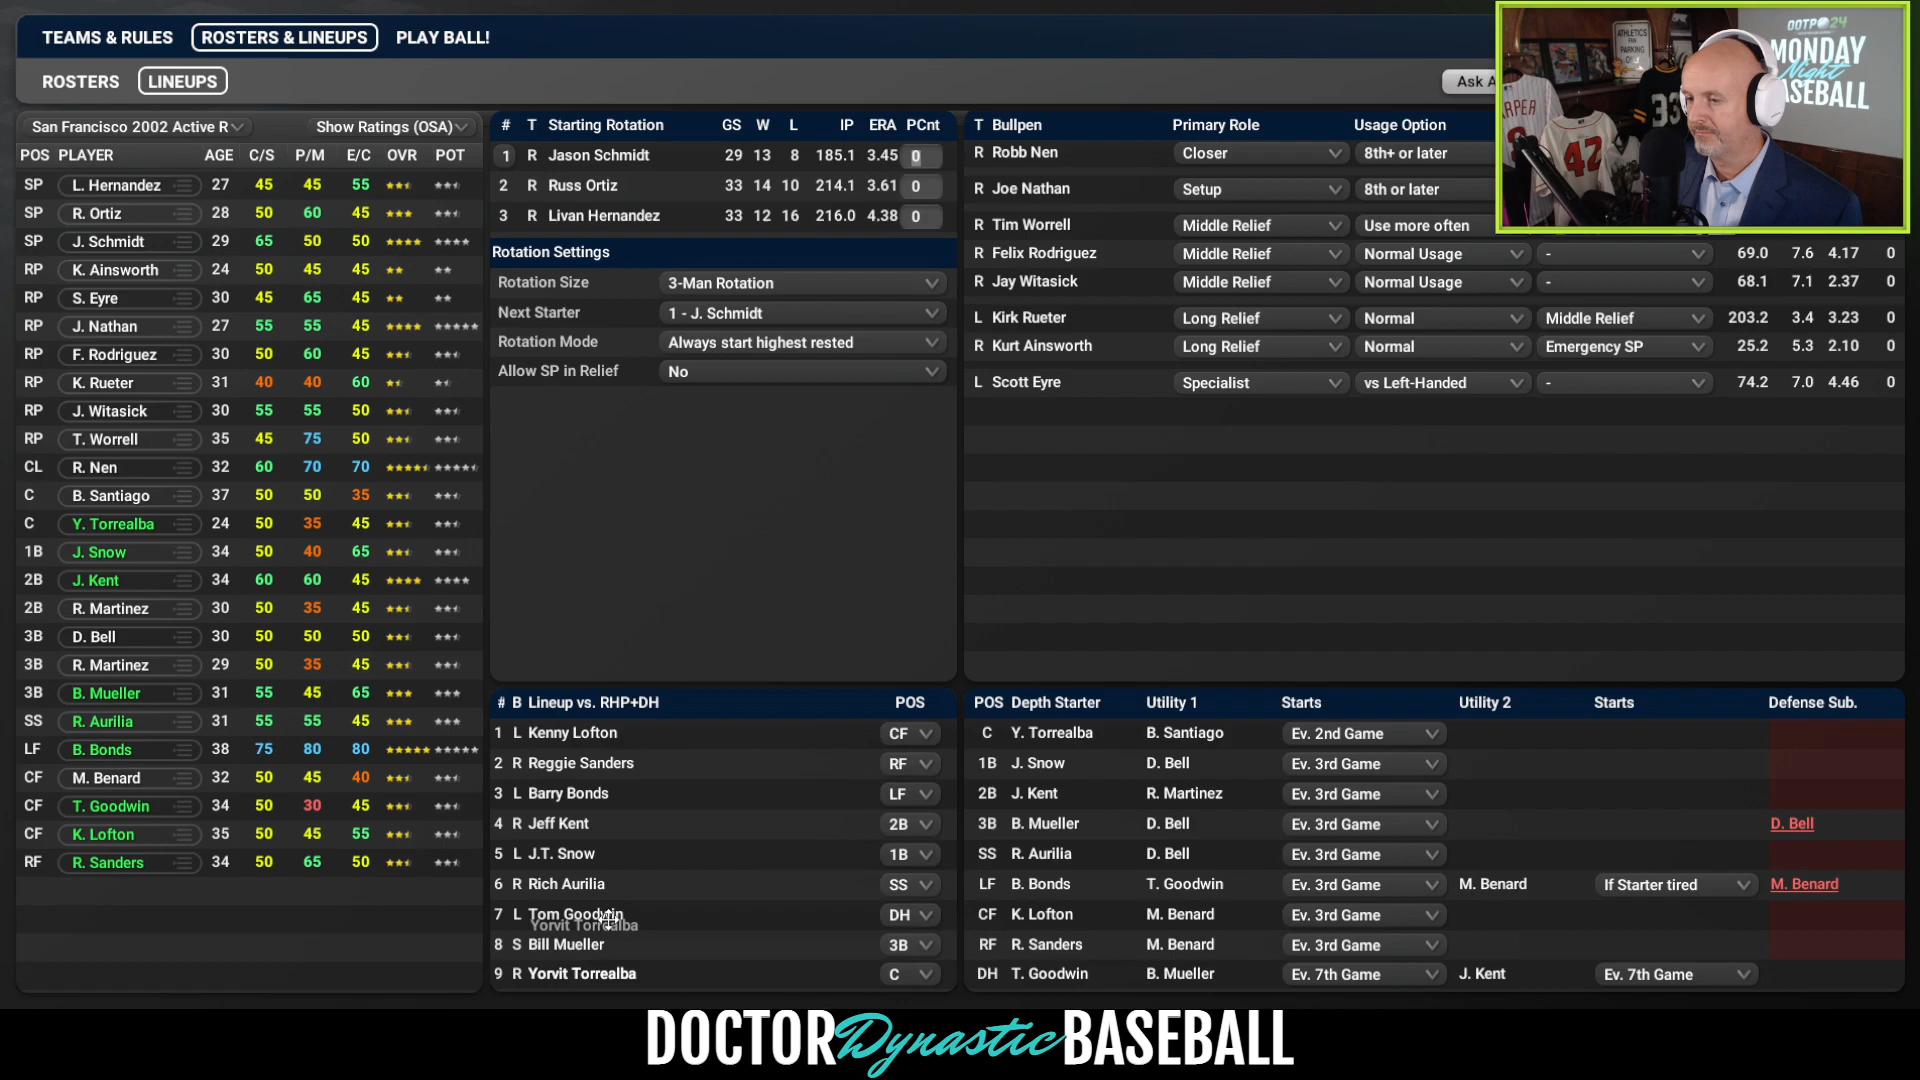 TEAMS & RULES ROSTERS & LINEUPS PLAY BALL!
ROSTERS LINEUPS Ask A
San Francisco 2002 Active R Show Ratings (OSA)
POS PLAYER AGE C/S P/M E/C OVR POT
SP L. Hernandez 27 45 45 55
SP R. Ortiz 28 50 60 45
SP J. Schmidt 29 65 50 50
RP K. Ainsworth 24 50 45 45
RP S. Eyre 30 45 65 45
RP J. Nathan 27 55 55 45
RP F. Rodriguez 30 50 60 45
RP K. Rueter 31 40 40 60
RP J. Witasick 30 55 55 50
RP T. Worrell 35 45 75 50
CL R. Nen 32 60 70 70
C B. Santiago 37 50 50 35
C Y. Torrealba 24 50 35 45
1B J. Snow 34 50 40 65
2B J. Kent 34 60 60 45
2B R. Martinez 30 50 35 45
3B D. Bell 30 50 50 50
3B R. Martinez 29 50 35 45
3B B. Mueller 31 55 45 65
SS R. Aurilia 31 55 55 45
LF B. Bonds 38 75 80 80
CF M. Benard 32 50 45 40
CF T. Goodwin 34 50 30 45
CF K. Lofton 35 50 45 55
RF R. Sanders 34 50 65 50
# T Starting Rotation GS W L IP ERA PCnt
1 R Jason Schmidt 29 13 8 185.1 3.45 0
2 R Russ Ortiz 33 14 10 214.1 3.61 0
3 R Livan Hernandez 33 12 16 216.0 4.38 0
Rotation Settings
Rotation Size 3-Man Rotation
Next Starter 1 - J. Schmidt
Rotation Mode Always start highest rested
Allow SP in Relief No
T Bullpen Primary Role Usage Option
R Robb Nen Closer 8th+ or later
R Joe Nathan Setup 8th or later
R Tim Worrell Middle Relief Use more often
R Felix Rodriguez Middle Relief Normal Usage - 69.0 7.6 4.17 0
R Jay Witasick Middle Relief Normal Usage - 68.1 7.1 2.37 0
L Kirk Rueter Long Relief Normal Middle Relief 203.2 3.4 3.23 0
R Kurt Ainsworth Long Relief Normal Emergency SP 25.2 5.3 2.10 0
L Scott Eyre Specialist vs Left-Handed - 74.2 7.0 4.46 0
# B Lineup vs. RHP+DH POS
1 L Kenny Lofton CF
2 R Reggie Sanders RF
3 L Barry Bonds LF
4 R Jeff Kent 2B
5 L J.T. Snow 1B
6 R Rich Aurilia SS
7 L Tom Goodwin DH
Yorvit Torrealba
8 S Bill Mueller 3B
9 R Yorvit Torrealba C
POS Depth Starter Utility 1 Starts Utility 2 Starts Defense Sub.
C Y. Torrealba B. Santiago Ev. 2nd Game
1B J. Snow D. Bell Ev. 3rd Game
2B J. Kent R. Martinez Ev. 3rd Game
3B B. Mueller D. Bell Ev. 3rd Game D. Bell
SS R. Aurilia D. Bell Ev. 3rd Game
LF B. Bonds T. Goodwin Ev. 3rd Game M. Benard If Starter tired M. Benard
CF K. Lofton M. Benard Ev. 3rd Game
RF R. Sanders M. Benard Ev. 3rd Game
DH T. Goodwin B. Mueller Ev. 7th Game J. Kent Ev. 7th Game
ATHLETICS
FAN
PARKING
ONLY
OOTP 24
MONDAY
Night
BASEBALL
33
42
DOCTOR Dynastic BASEBALL